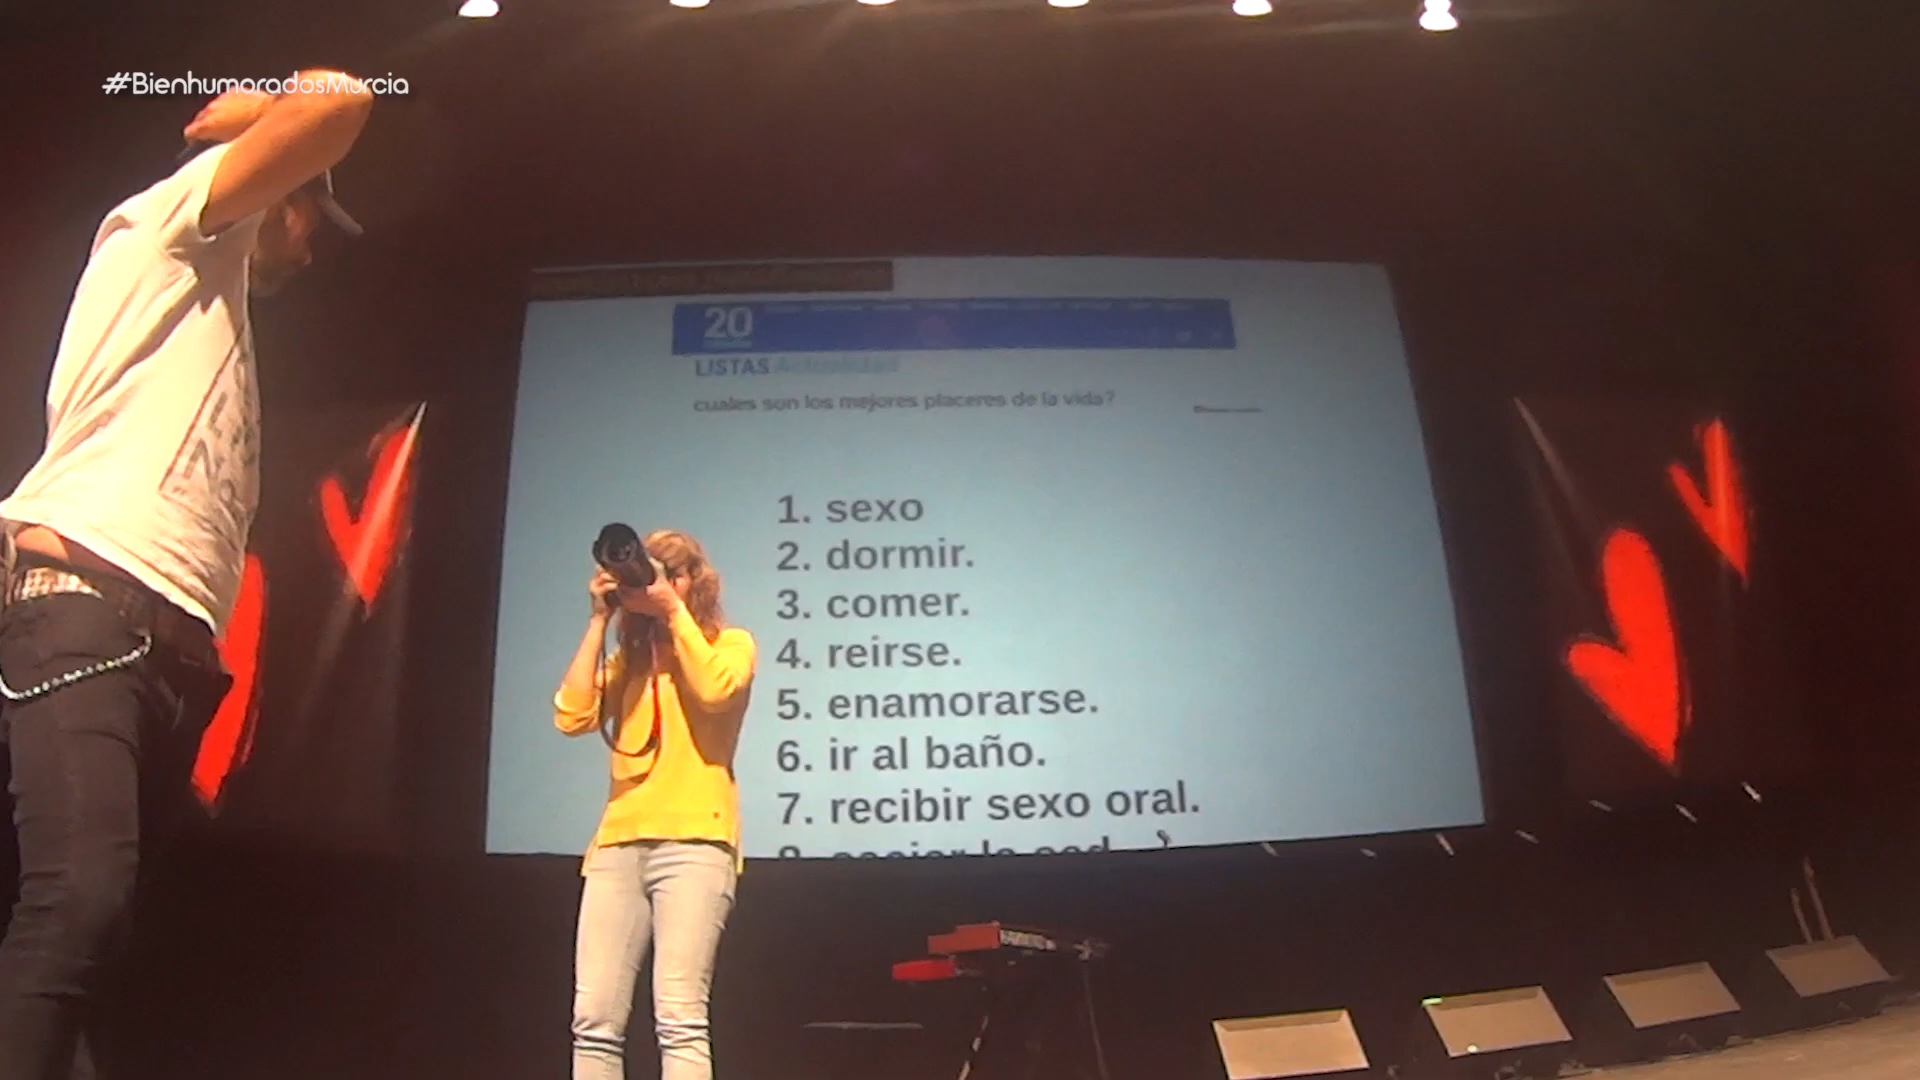 #BienhumoradosMurcia
20
LISTAS Actualidad
cuales son los mejores placeres de la vida?
1. sexo
2. dormir.
3. comer.
4. reirse.
5. enamorarse.
6. ir al baño.
7. recibir sexo oral.